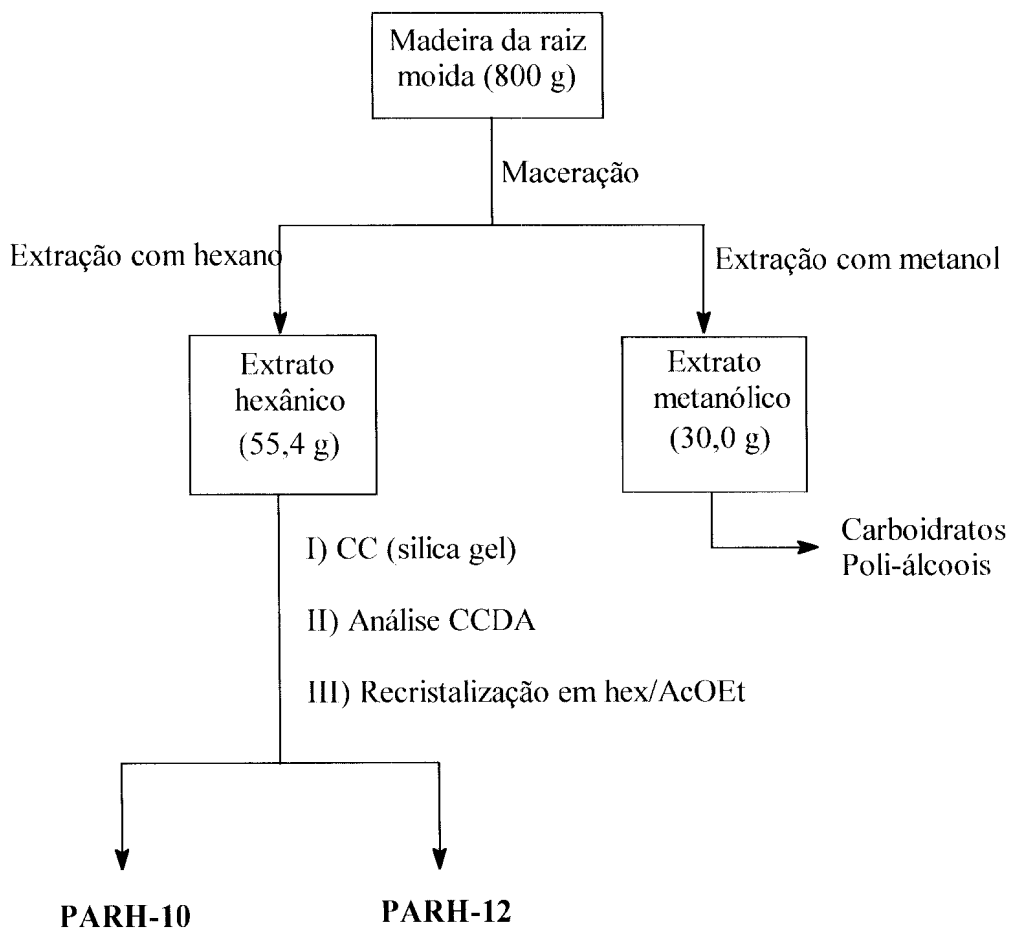 Madeira da raiz
moida (800 g)
Maceração
Extração com hexano
Extração com metanol
Extrato
hexânico
(55,4 g)
Extrato
metanólico
(30,0 g)
Carboidratos
Poli-álcoois
I) CC (silica gel)
II) Análise CCDA
III) Recristalização em hex/AcOEt
PARH-10
PARH-12